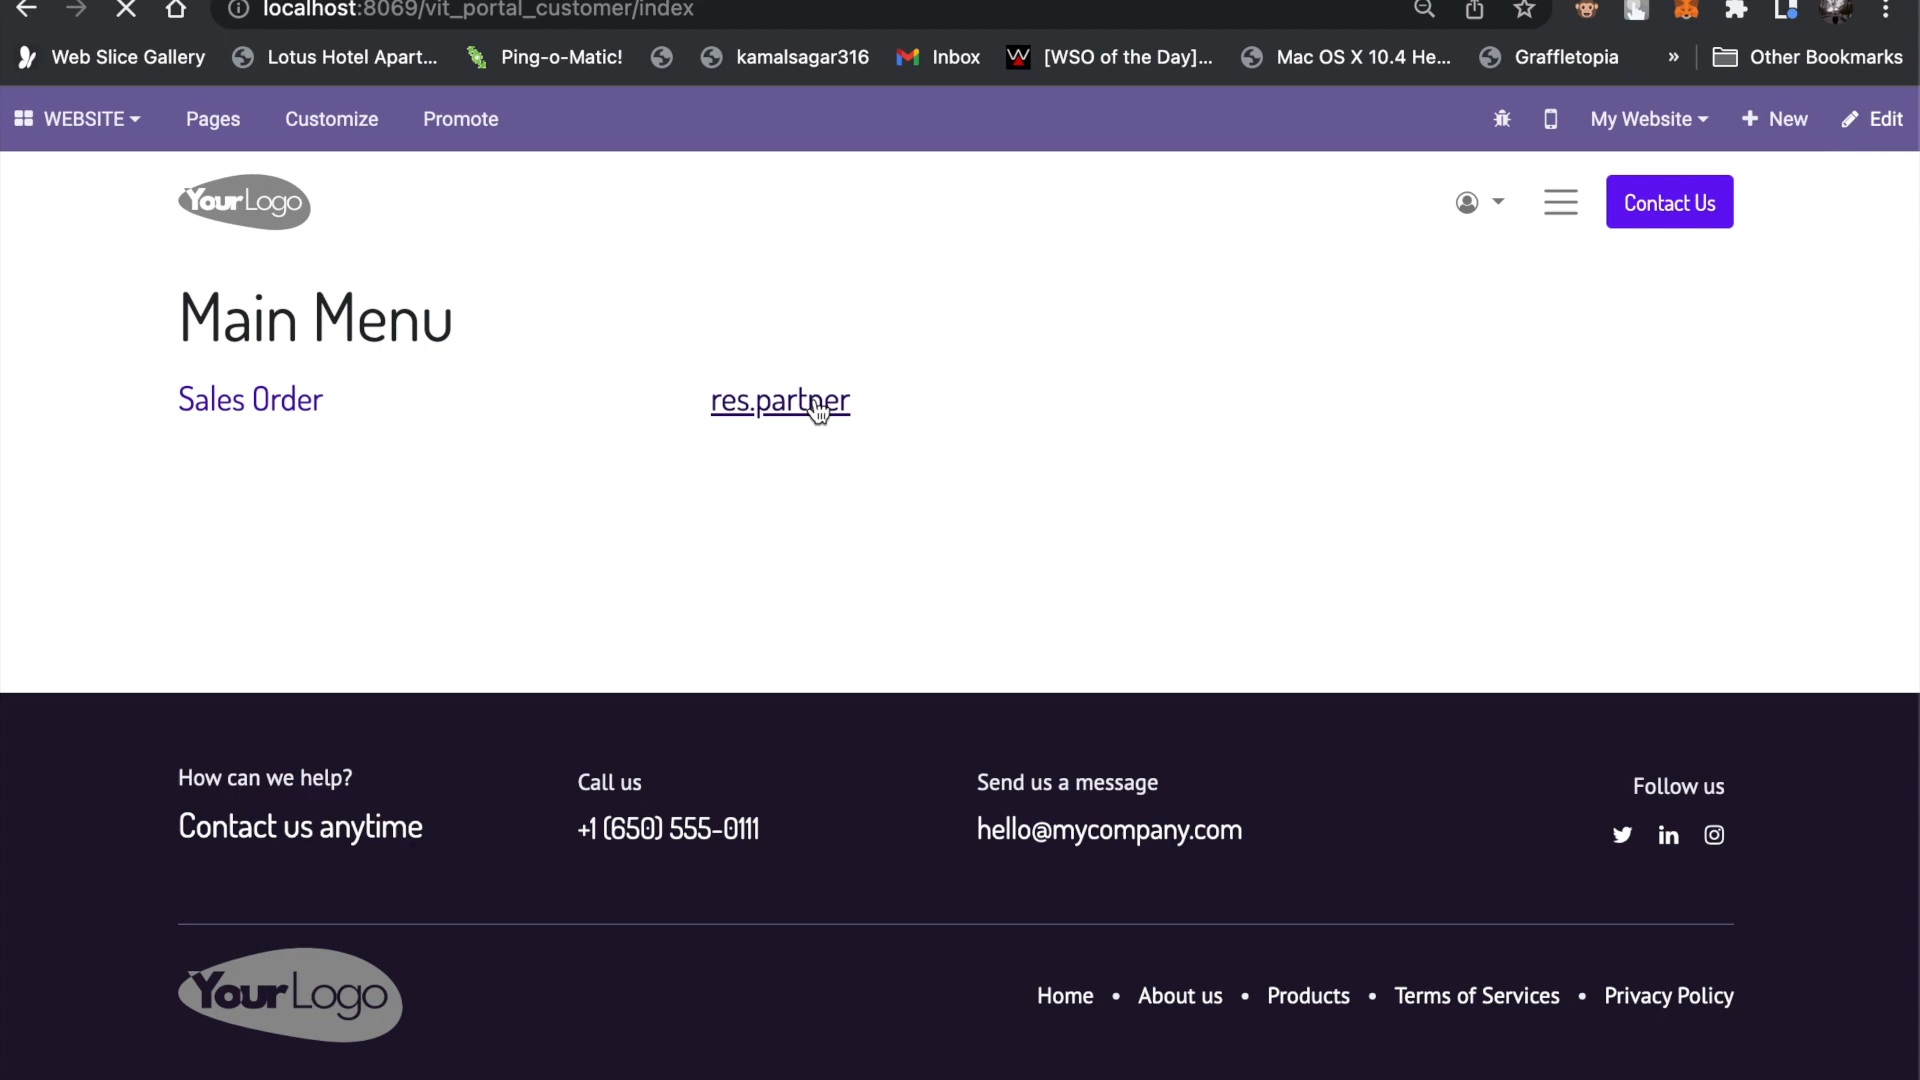 localhost:8069/vit_portal_customer/index
Web Slice Gallery Lotus Hotel Apart... Ping-o-Matic! kamalsagar316 Inbox [WSO of the Day]... Mac OS X 10.4 He... Graffletopia » Other Bookmarks
WEBSITE Pages Customize Promote My Website + New Edit
YourLogo Contact Us
Main Menu
Sales Order res.partner
How can we help? Call us Send us a message Follow us
Contact us anytime +1 (650) 555-0111 hello@mycompany.com
YourLogo Home • About us • Products • Terms of Services • Privacy Policy